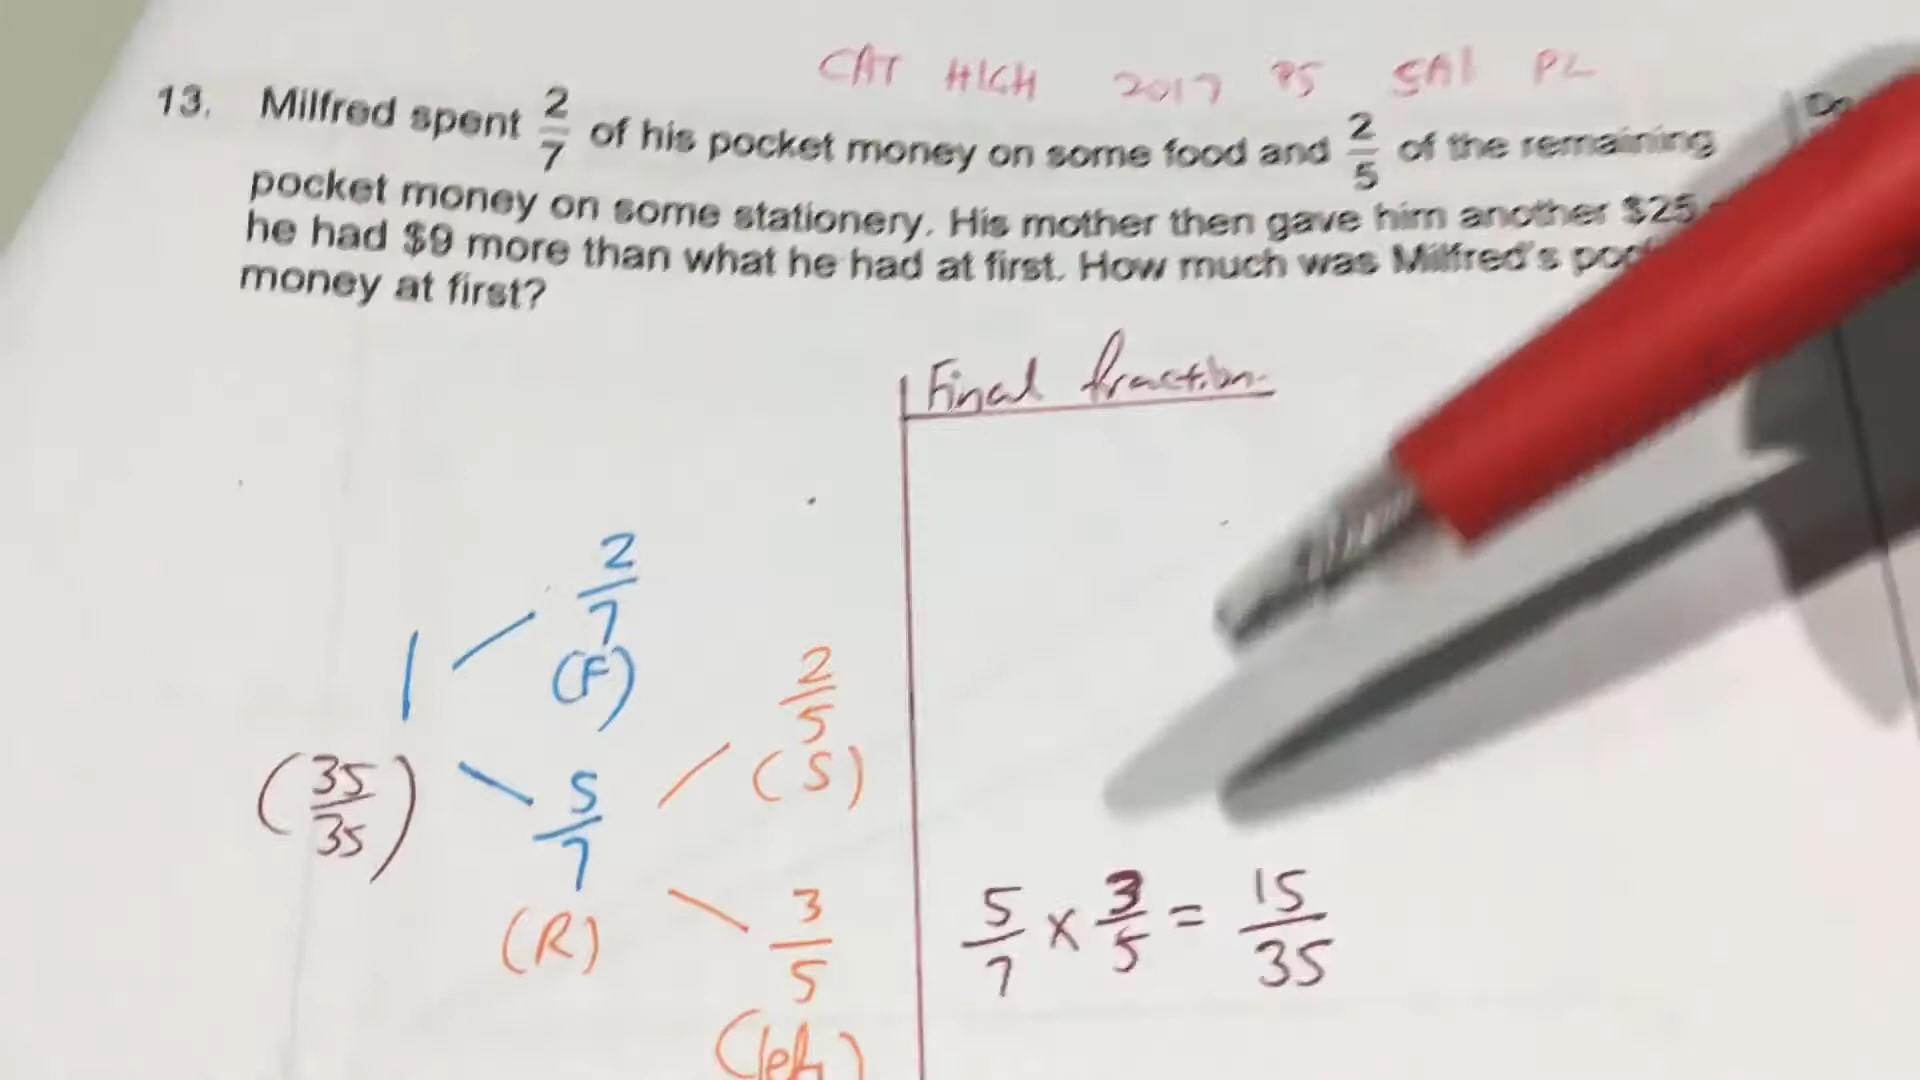 CAT HIGH 2017 P5 SA1 P2
13. Milfred spent 2/7 of his pocket money on some food and 2/5 of the remaining
pocket money on some stationery. His mother then gave him another $25
he had $9 more than what he had at first. How much was Milfred's
money at first?
Final fraction
2/7
(F)
1
2/5
(S)
(35/35)
5/7
(R)
3/5
(left)
5/7 x 3/5 = 15/35